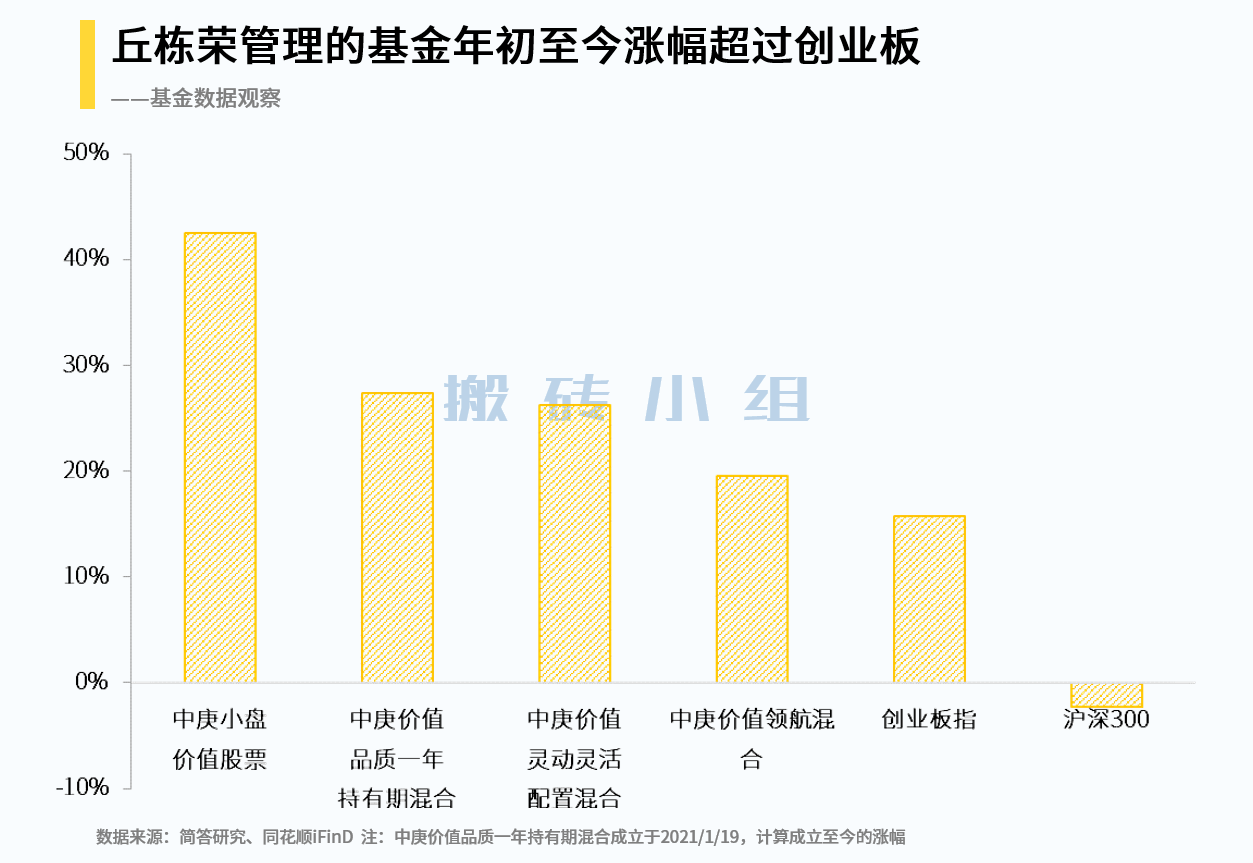 丘栋荣管理的基金年初至今涨幅超过创业板
——基金数据观察
50%
40%
30%
20%
10%
0%
-10%
搬砖小组
中庚小盘
价值股票
中庚价值
品质一年
持有期混合
中庚价值
灵动灵活
配置混合
中庚价值领航混
合
创业板指
沪深300
数据来源：简答研究、同花顺iFinD 注：中庚价值品质一年持有期混合成立于2021/1/19，计算成立至今的涨幅